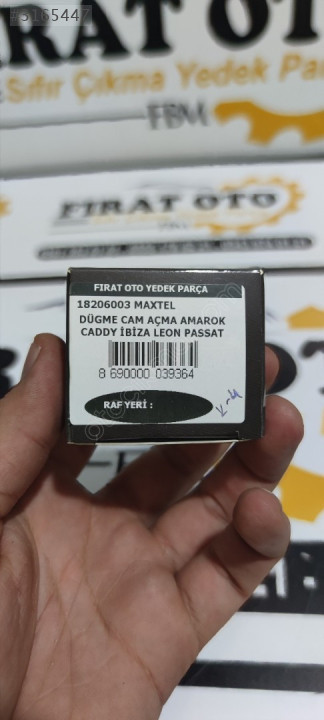 #3165447
FIRAT OTO
Sıfır Çıkma Yedek Par
FBM
FIRAT OTO
FIRAT OTO YEDEK PARÇA
18206003 MAXTEL
DÜGME CAM AÇMA AMAROK
CADDY İBİZA LEON PASSAT
8 690000 039364
RAF YERİ :